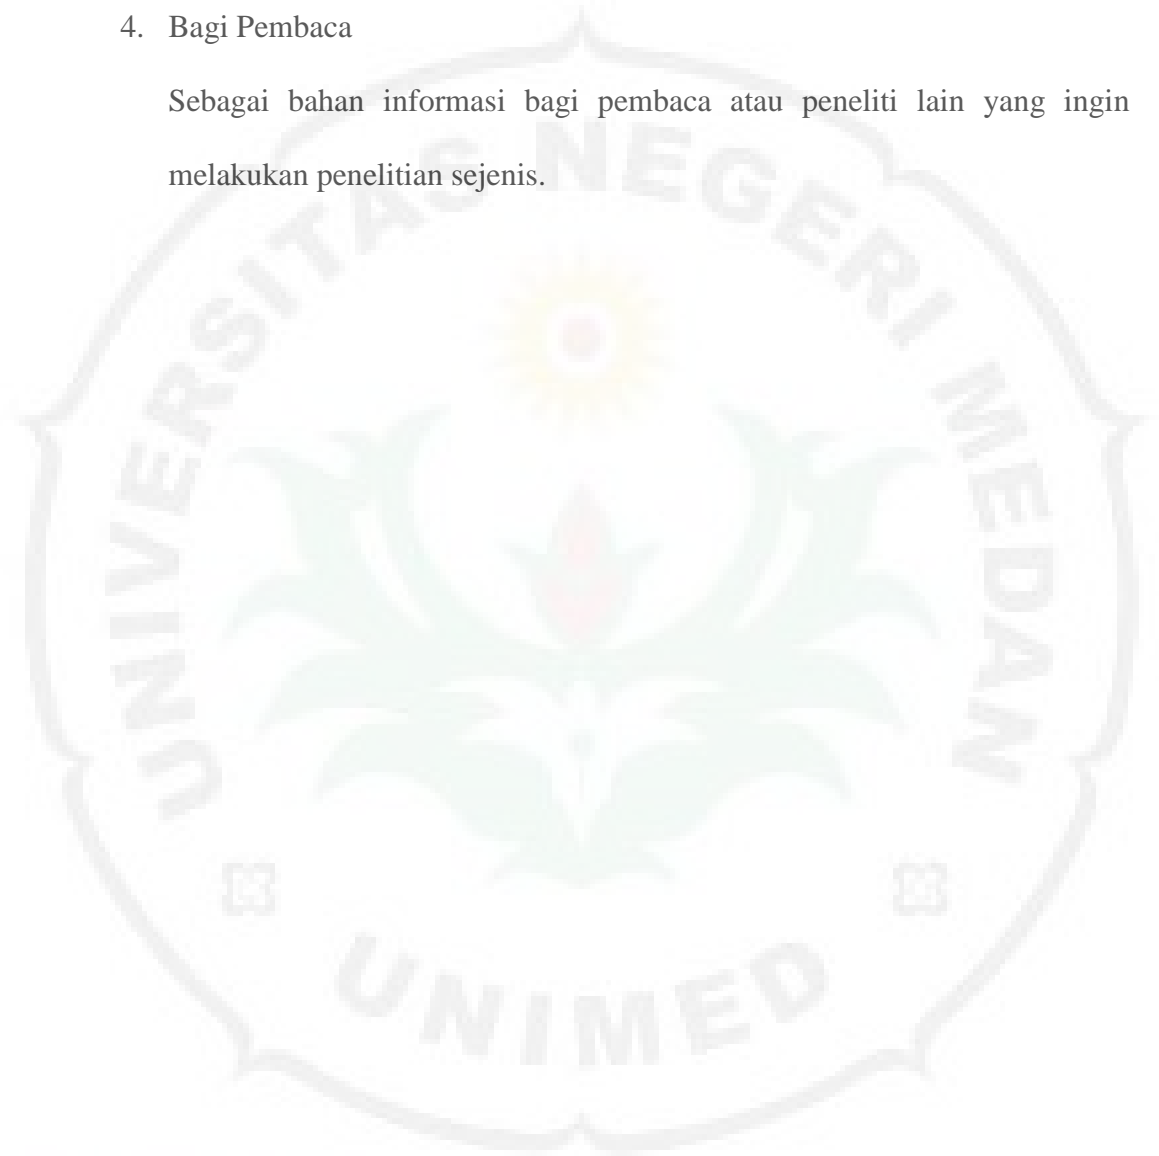 4. Bagi Pembaca
Sebagai bahan informasi bagi pembaca atau peneliti lain yang ingin
melakukan penelitian sejenis.
UNIVERSITAS NEGERI MEDAN
UNIMED